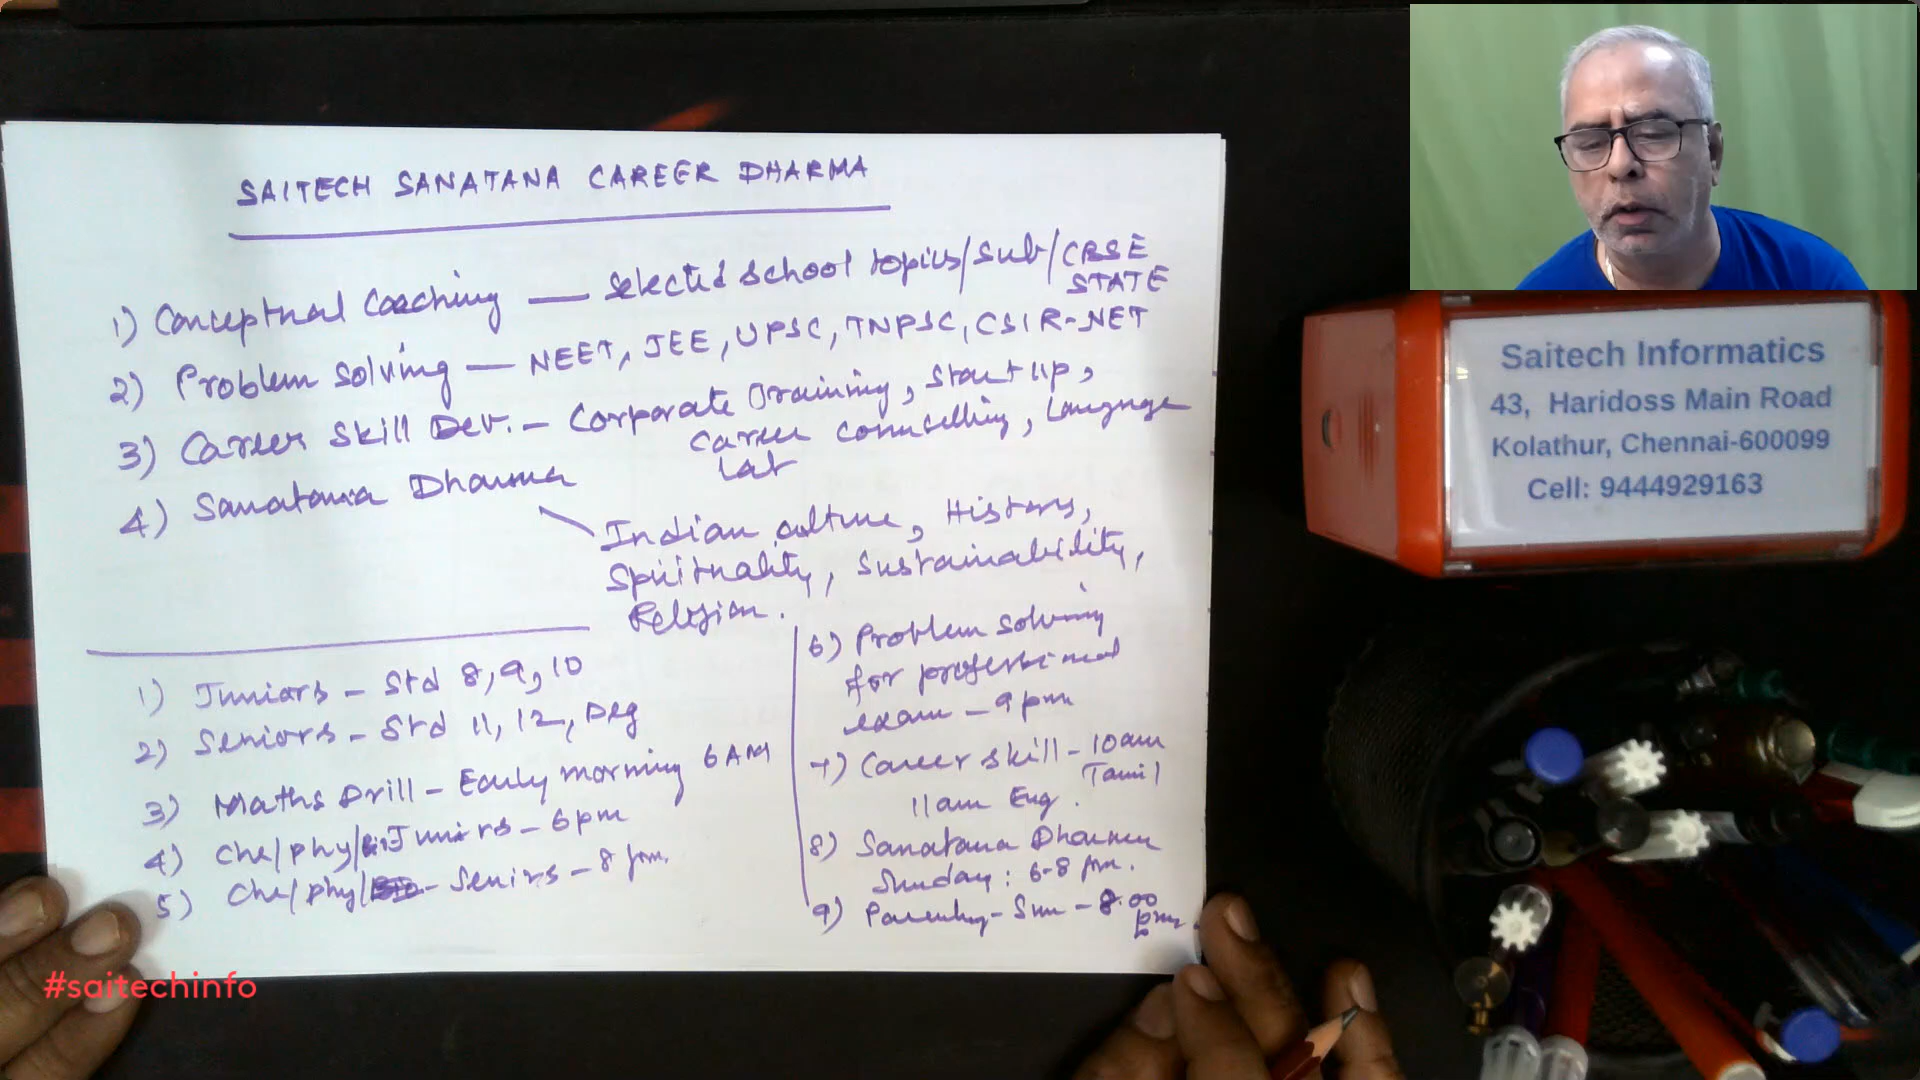 SAITECH SANATANA CAREER DHARMA
1) Conceptual Coaching — selected school topics/sub/CBSE
STATE
2) Problem solving — NEET, JEE, UPSC, TNPSC, CSIR-NET
3) Career Skill Dev. - Corporate Training, Start up,
Career counselling, Language
Lab
4) Sanatana Dharma
Indian culture, History,
Spirituality, Sustainability,
Religion.
1) Juniors - Std 8, 9, 10
2) Seniors - Std 11, 12, Deg
3) Maths Drill - Early morning 6 AM
4) Che/phy/ Juniors - 6pm
5) Che/phy/ - Seniors - 8 pm.
6) Problem solving
for professional
exam - 9pm
7) Career skill - 10am
Tamil
11am Eng.
8) Sanatana Dharma
Sunday: 6-8 pm.
9) Parenting - Sun - 8.00
pm.
Saitech Informatics
43, Haridoss Main Road
Kolathur, Chennai-600099
Cell: 9444929163
#saitechinfo